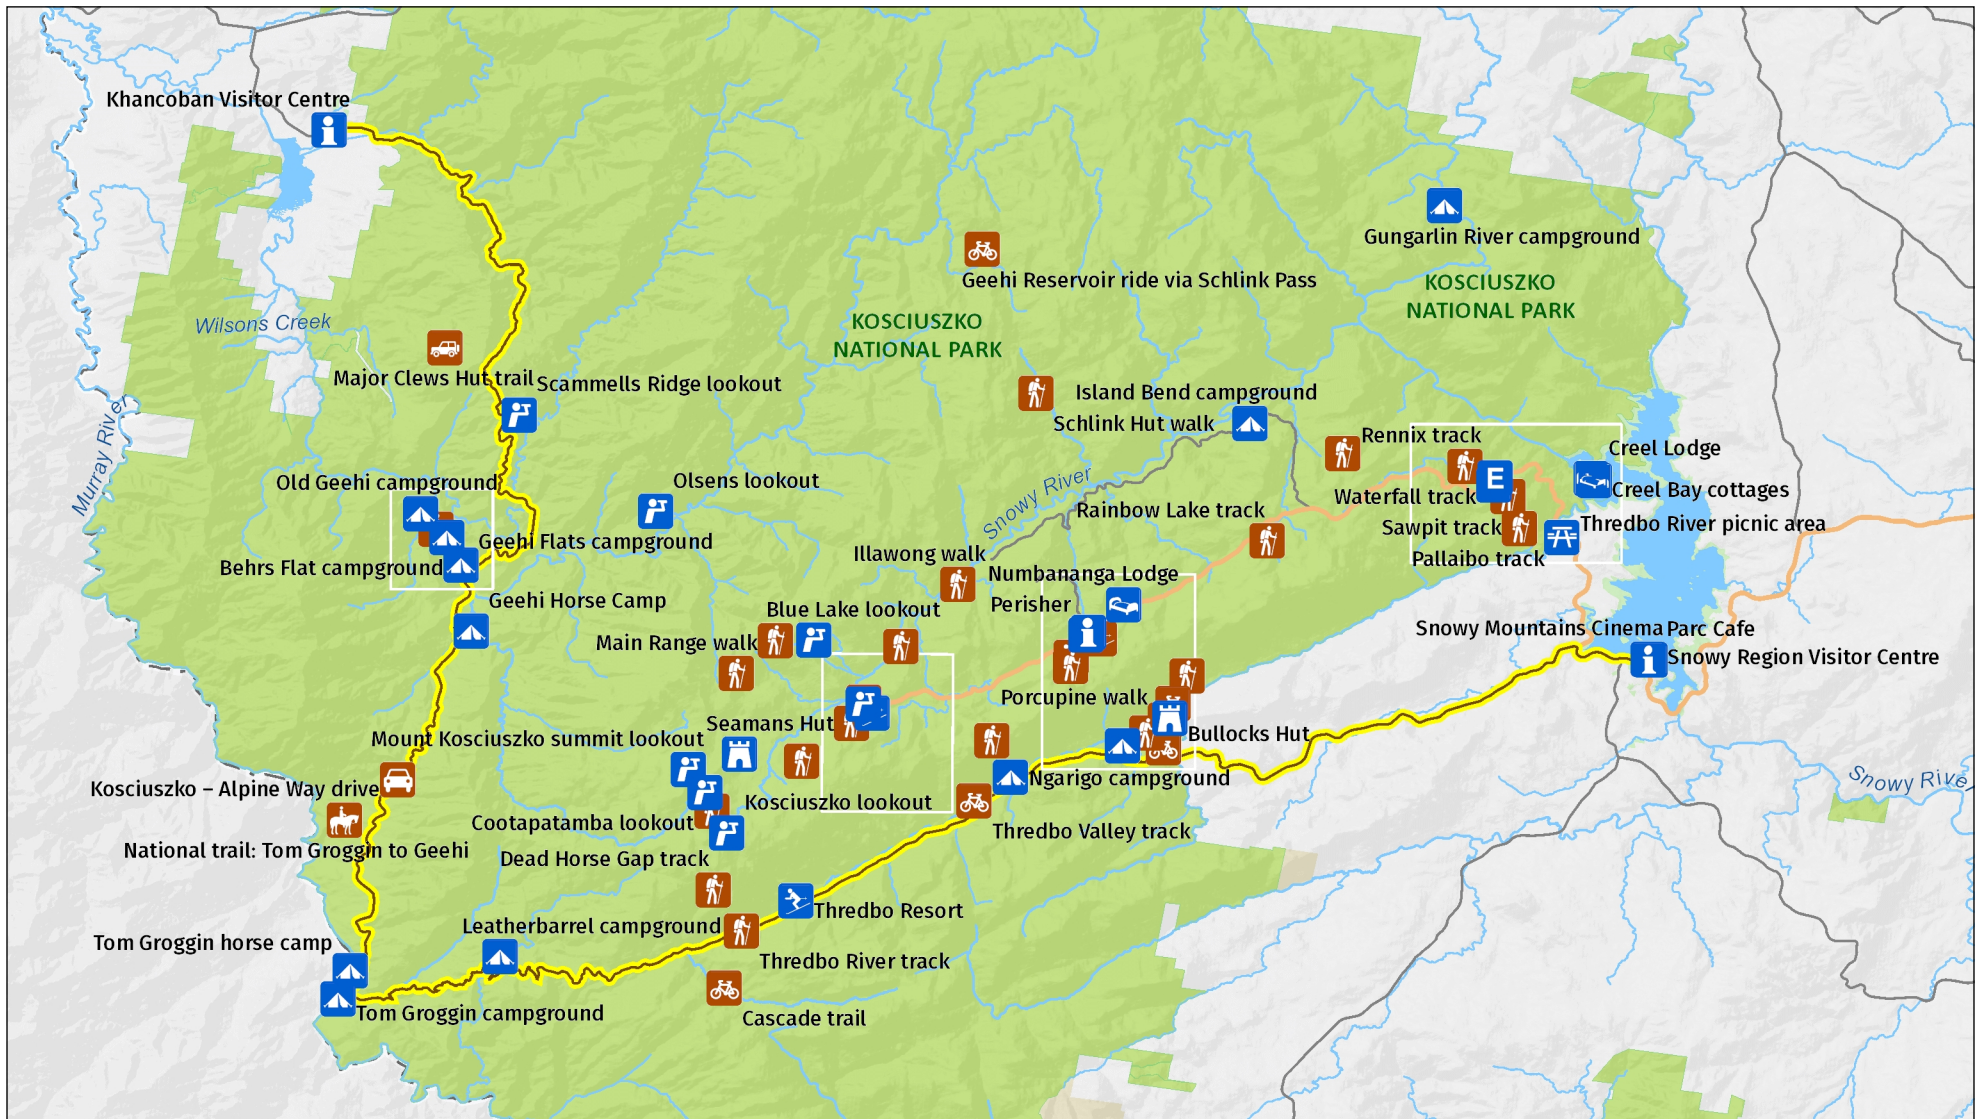 Khancoban Visitor Centre
Gungarlin River campground
Geehi Reservoir ride via Schlink Pass
KOSCIUSZKO
NATIONAL PARK
KOSCIUSZKO
NATIONAL PARK
Wilsons Creek
Major Clews Hut trail
Scammells Ridge lookout
Murray River
Island Bend campground
Schlink Hut walk
Rennix track
Creel Lodge
Old Geehi campground
Olsens lookout
Snowy River
Waterfall track
E
Creel Bay cottages
Rainbow Lake track
Sawpit track
Thredbo River picnic area
Geehi Flats campground
Illawong walk
Pallaibo track
Behrs Flat campground
Numbananga Lodge
Geehi Horse Camp
Blue Lake lookout
Perisher
Snowy Mountains Cinema
Parc Cafe
Main Range walk
Snowy Region Visitor Centre
Porcupine walk
Seamans Hut
Mount Kosciuszko summit lookout
Bullocks Hut
Kosciuszko – Alpine Way drive
Ngarigo campground
Snowy River
Kosciuszko lookout
Cootapatamba lookout
Thredbo Valley track
National trail: Tom Groggin to Geehi
Dead Horse Gap track
Thredbo Resort
Leatherbarrel campground
Tom Groggin horse camp
Thredbo River track
Tom Groggin campground
Cascade trail